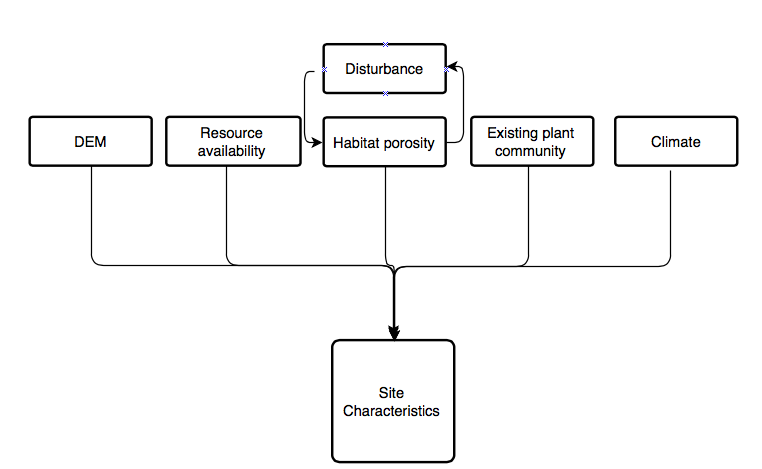 Disturbance
DEM
Resource
availability
Habitat porosity
Existing plant
community
Climate
Site
Characteristics